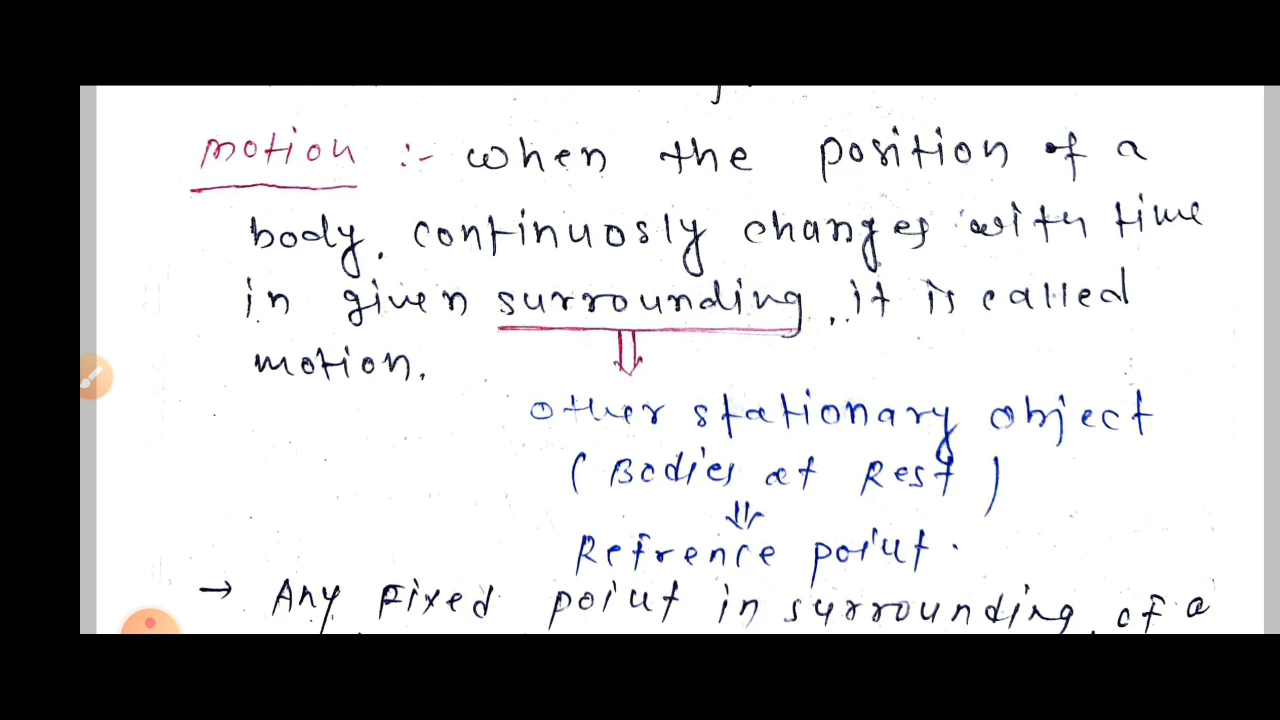 motion :- when the position of a
body, continuosly changes with time
in given surrounding, it is called
motion.
other stationary object
(Bodies at Rest)
Refrence point.
→ Any Fixed point in surrounding of a